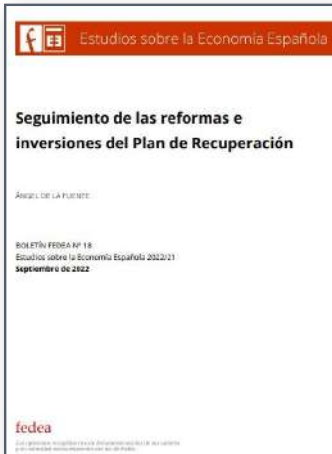 Estudios sobre la Economía Española
Seguimiento de las reformas e
inversiones del Plan de Recuperación
ÁNGEL DE LA FUENTE
BOLETÍN FEDEA Nº 18
Estudios sobre la Economía Española 2022/21
Septiembre de 2022
fedea